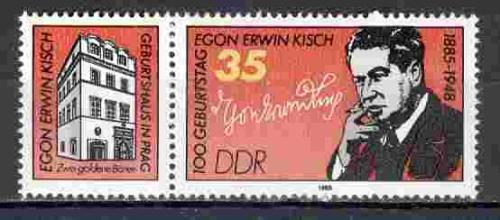 EGON ERWIN KISCH
GEBURTSHAUS IN PRAG
Zwei goldene Bären
100. GEBURTSTAG
EGON ERWIN KISCH
1885-1948
35
DDR
1985